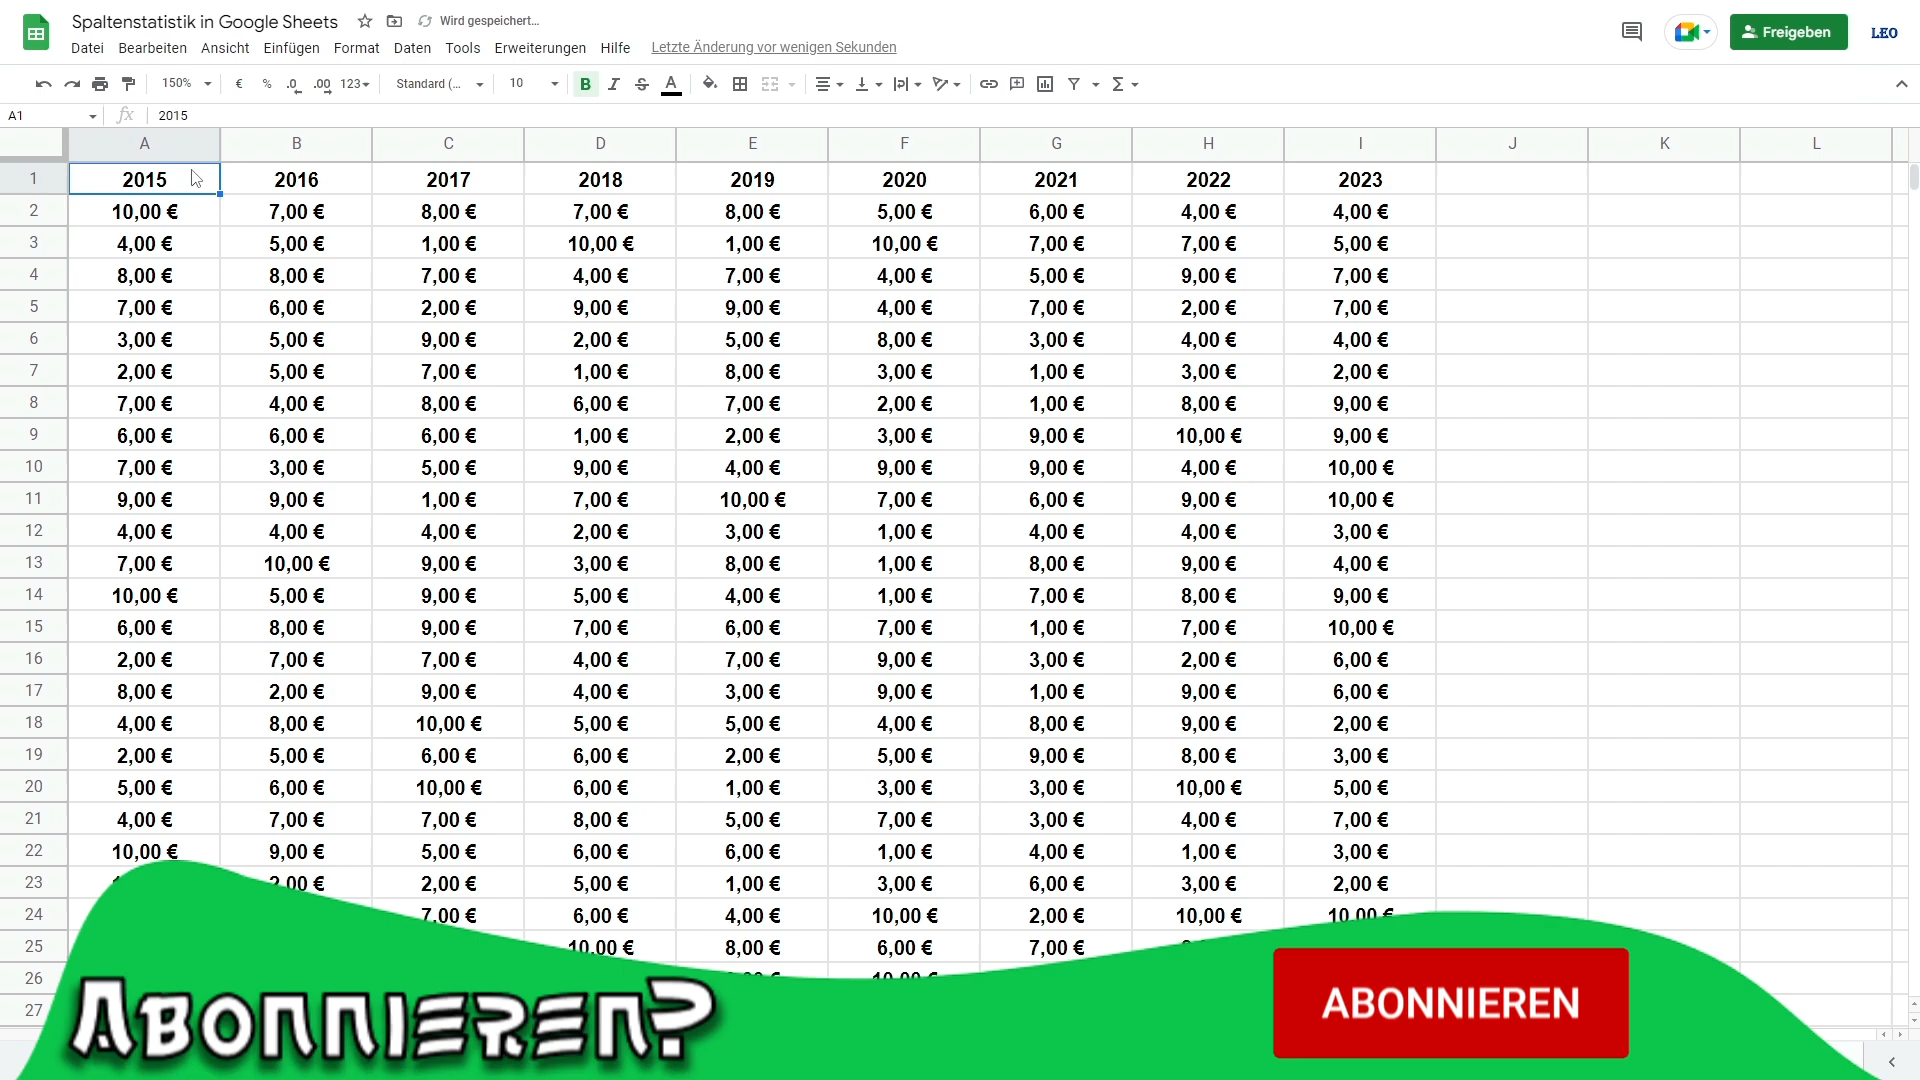 Spaltenstatistik in Google Sheets Wird gespeichert...
Freigeben LEO
Datei Bearbeiten Ansicht Einfügen Format Daten Tools Erweiterungen Hilfe Letzte Änderung vor wenigen Sekunden
150% € % .0 .00 123 Standard (... 10 B I S A Σ
A1 fx 2015
A B C D E F G H I J K L
1 2015 2016 2017 2018 2019 2020 2021 2022 2023
2 10,00 € 7,00 € 8,00 € 7,00 € 8,00 € 5,00 € 6,00 € 4,00 € 4,00 €
3 4,00 € 5,00 € 1,00 € 10,00 € 1,00 € 10,00 € 7,00 € 7,00 € 5,00 €
4 8,00 € 8,00 € 7,00 € 4,00 € 7,00 € 4,00 € 5,00 € 9,00 € 7,00 €
5 7,00 € 6,00 € 2,00 € 9,00 € 9,00 € 4,00 € 7,00 € 2,00 € 7,00 €
6 3,00 € 5,00 € 9,00 € 2,00 € 5,00 € 8,00 € 3,00 € 4,00 € 4,00 €
7 2,00 € 5,00 € 7,00 € 1,00 € 8,00 € 3,00 € 1,00 € 3,00 € 2,00 €
8 7,00 € 4,00 € 8,00 € 6,00 € 7,00 € 2,00 € 1,00 € 8,00 € 9,00 €
9 6,00 € 6,00 € 6,00 € 1,00 € 2,00 € 3,00 € 9,00 € 10,00 € 9,00 €
10 7,00 € 3,00 € 5,00 € 9,00 € 4,00 € 9,00 € 9,00 € 4,00 € 10,00 €
11 9,00 € 9,00 € 1,00 € 7,00 € 10,00 € 7,00 € 6,00 € 9,00 € 10,00 €
12 4,00 € 4,00 € 4,00 € 2,00 € 3,00 € 1,00 € 4,00 € 4,00 € 3,00 €
13 7,00 € 10,00 € 9,00 € 3,00 € 8,00 € 1,00 € 8,00 € 9,00 € 4,00 €
14 10,00 € 5,00 € 9,00 € 5,00 € 4,00 € 1,00 € 7,00 € 8,00 € 9,00 €
15 6,00 € 8,00 € 9,00 € 7,00 € 6,00 € 7,00 € 1,00 € 7,00 € 10,00 €
16 2,00 € 7,00 € 7,00 € 4,00 € 7,00 € 9,00 € 3,00 € 2,00 € 6,00 €
17 8,00 € 2,00 € 9,00 € 4,00 € 3,00 € 9,00 € 1,00 € 9,00 € 6,00 €
18 4,00 € 8,00 € 10,00 € 5,00 € 5,00 € 4,00 € 8,00 € 9,00 € 2,00 €
19 2,00 € 5,00 € 6,00 € 6,00 € 2,00 € 5,00 € 9,00 € 8,00 € 3,00 €
20 5,00 € 6,00 € 10,00 € 6,00 € 1,00 € 3,00 € 3,00 € 10,00 € 5,00 €
21 4,00 € 7,00 € 7,00 € 8,00 € 5,00 € 7,00 € 3,00 € 4,00 € 7,00 €
22 10,00 € 9,00 € 5,00 € 6,00 € 6,00 € 1,00 € 4,00 € 1,00 € 3,00 €
23 2,00 € 2,00 € 5,00 € 1,00 € 3,00 € 6,00 € 3,00 € 2,00 €
24 7,00 € 6,00 € 4,00 € 10,00 € 2,00 € 10,00 € 10,00 €
25 10,00 € 8,00 € 6,00 € 7,00 €
26
27
Abonnieren?
ABONNIEREN